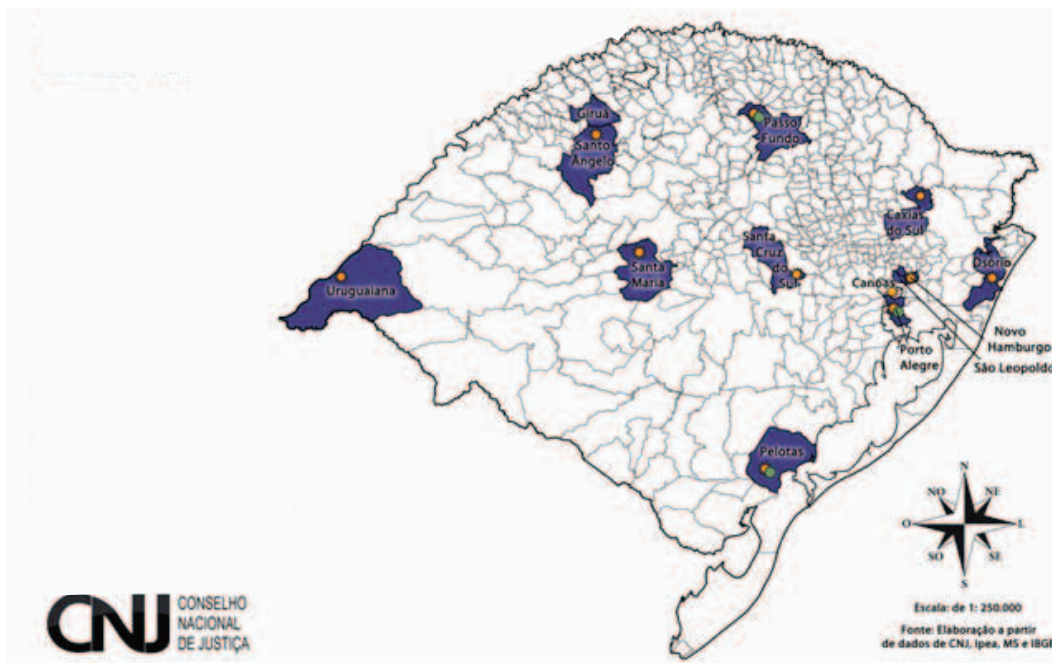 Giruá
Santo
Ângelo
Passo
Fundo
Caxias
do Sul
Santa
Cruz
do
Sul
Osório
Santa
Maria
Uruguaiana
Canoas
Novo
Hamburgo
São Leopoldo
Porto
Alegre
Pelotas
N
NO
NE
O
L
SO
SE
S
Escala: de 1: 250.000
Fonte: Elaboração a partir
de dados de CNJ, Ipea, MS e IBGE
CNJ
CONSELHO
NACIONAL
DE JUSTIÇA